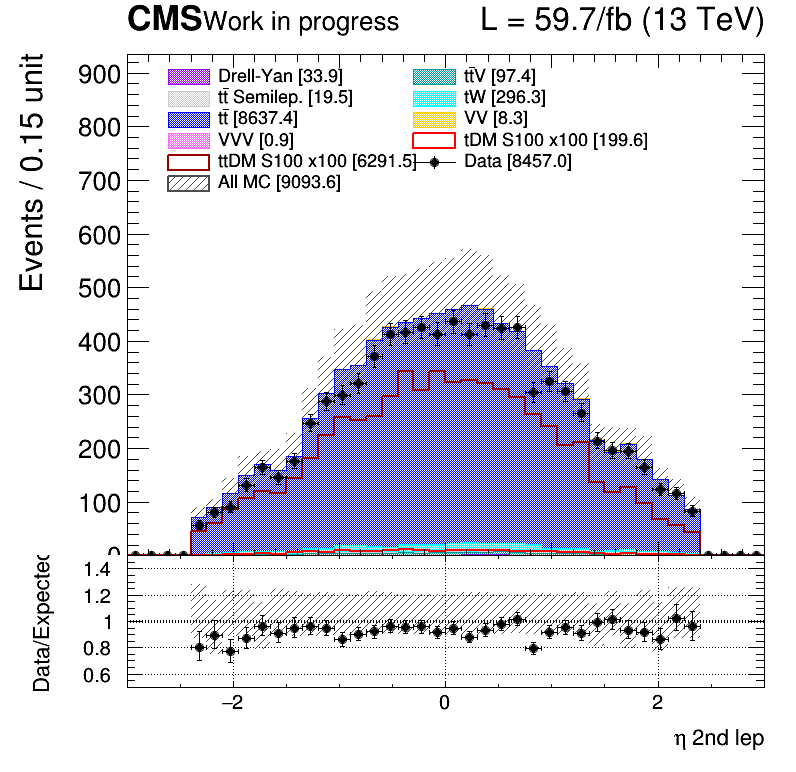 CMS Work in progress L = 59.7/fb (13 TeV)
Events / 0.15 unit
900
800
700
600
500
400
300
200
100
0
Drell-Yan [33.9] tt̄V [97.4]
tt̄ Semilep. [19.5] tW [296.3]
tt̄ [8637.4] VV [8.3]
VVV [0.9] tDM S100 x100 [199.6]
ttDM S100 x100 [6291.5] Data [8457.0]
All MC [9093.6]
Data/Expected
1.4
1.2
1
0.8
0.6
−2 0 2
η 2nd lep